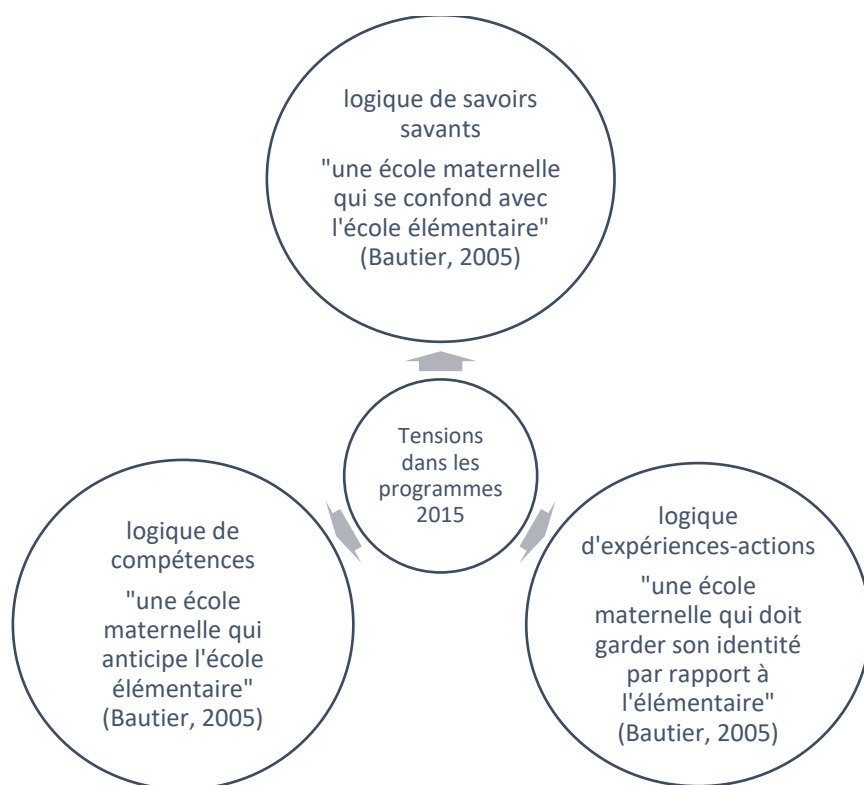 logique de savoirs
savants
"une école maternelle
qui se confond avec
l'école élémentaire"
(Bautier, 2005)
Tensions
dans les
programmes
2015
logique de
compétences
"une école
maternelle qui
anticipe l'école
élémentaire"
(Bautier, 2005)
logique
d'expériences-actions
"une école
maternelle qui doit
garder son identité
par rapport à
l'élémentaire"
(Bautier, 2005)